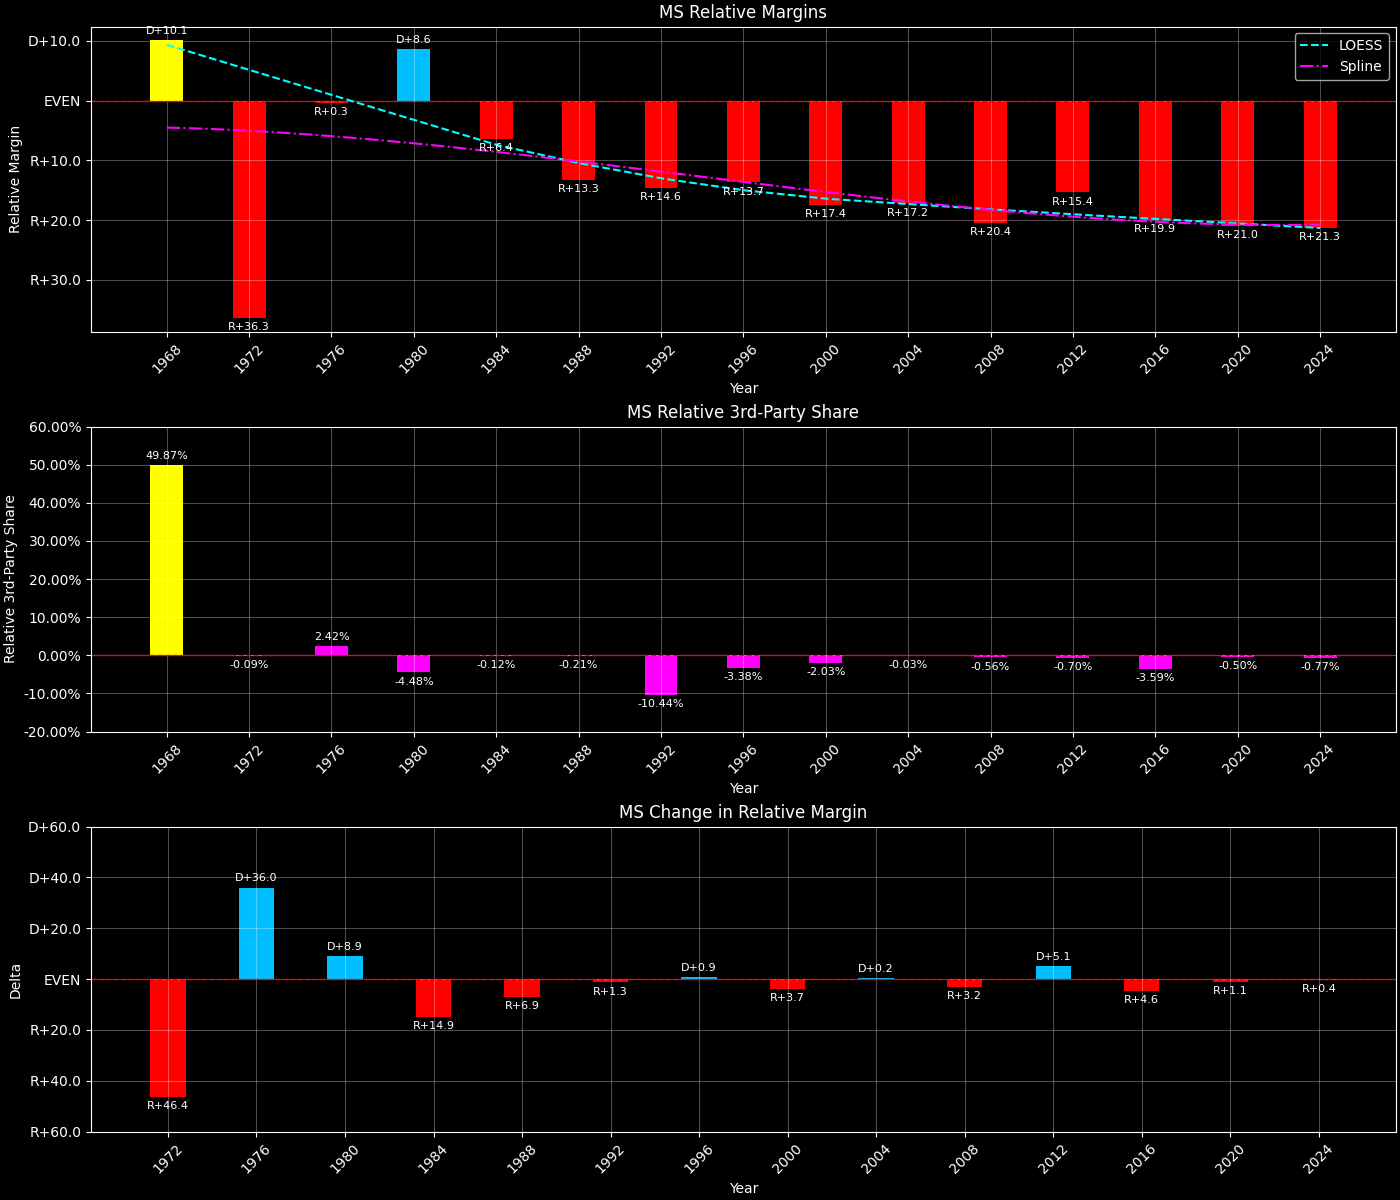 MS Relative Margins
Relative Margin
D+10.0
EVEN
R+10.0
R+20.0
R+30.0
D+10.1
R+36.3
R+0.3
D+8.6
R+6.4
R+13.3
R+14.6
R+13.7
R+17.4
R+17.2
R+20.4
R+15.4
R+19.9
R+21.0
R+21.3
LOESS
Spline
1968
1972
1976
1980
1984
1988
1992
1996
2000
2004
2008
2012
2016
2020
2024
Year
MS Relative 3rd-Party Share
Relative 3rd-Party Share
60.00%
50.00%
40.00%
30.00%
20.00%
10.00%
0.00%
-10.00%
-20.00%
49.87%
-0.09%
2.42%
-4.48%
-0.12%
-0.21%
-10.44%
-3.38%
-2.03%
-0.03%
-0.56%
-0.70%
-3.59%
-0.50%
-0.77%
1968
1972
1976
1980
1984
1988
1992
1996
2000
2004
2008
2012
2016
2020
2024
Year
MS Change in Relative Margin
Delta
D+60.0
D+40.0
D+20.0
EVEN
R+20.0
R+40.0
R+60.0
R+46.4
D+36.0
D+8.9
R+14.9
R+6.9
R+1.3
D+0.9
R+3.7
D+0.2
R+3.2
D+5.1
R+4.6
R+1.1
R+0.4
1972
1976
1980
1984
1988
1992
1996
2000
2004
2008
2012
2016
2020
2024
Year